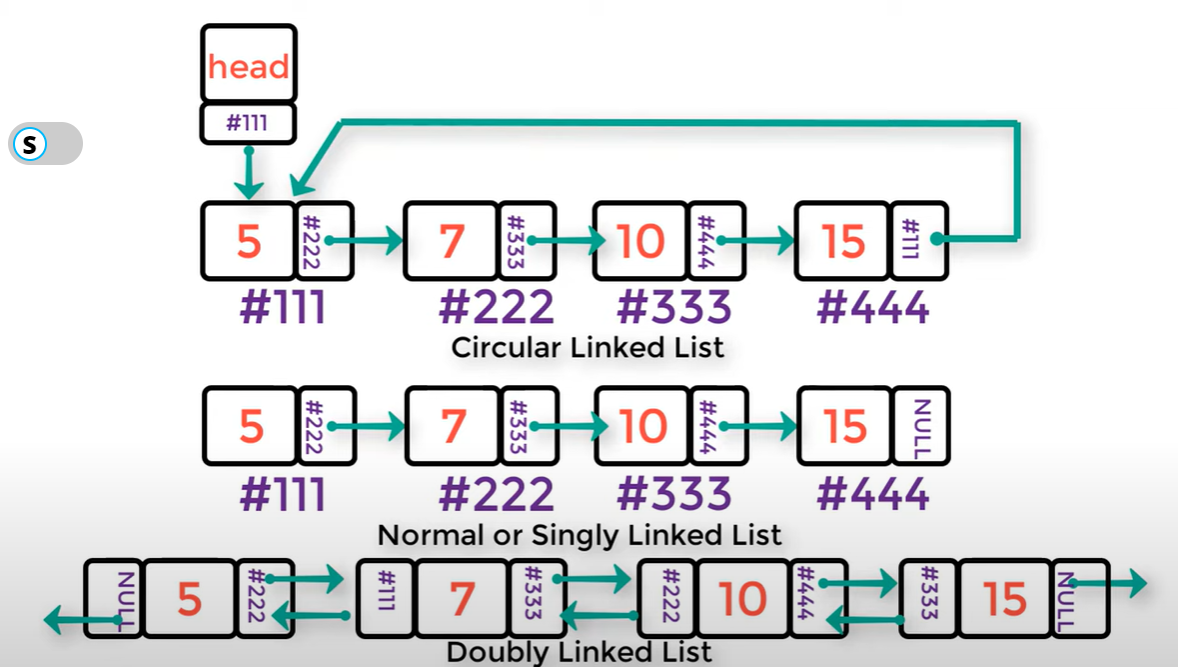 head
#111
S
5 #222 7 #333 10 #444 15 #111
#111 #222 #333 #444
Circular Linked List
5 #222 7 #333 10 #444 15 NULL
#111 #222 #333 #444
Normal or Singly Linked List
NULL 5 #222 #111 7 #333 #222 10 #444 #333 15 NULL
Doubly Linked List